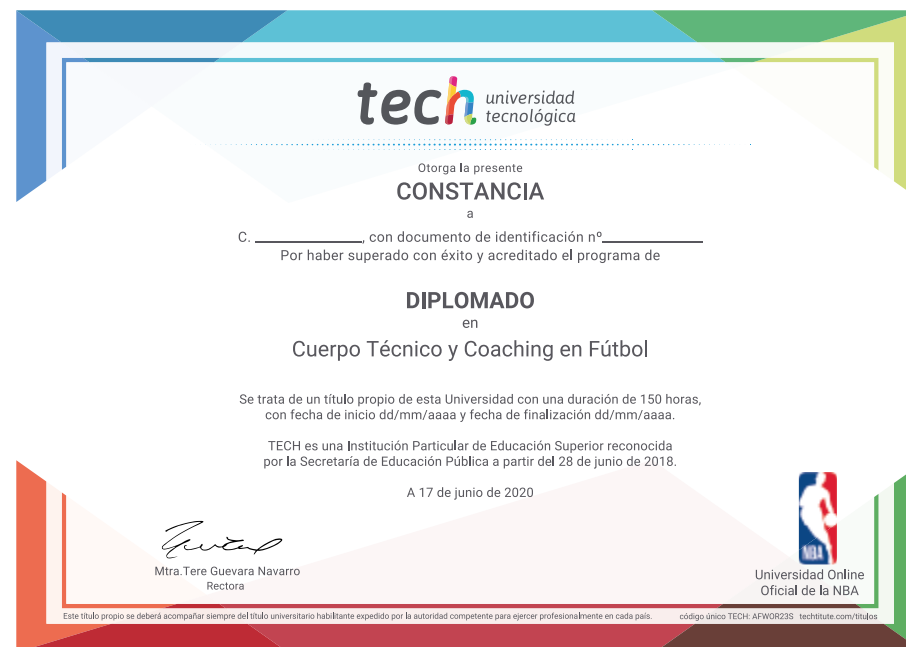 tech universidad
tecnológica
Otorga la presente
CONSTANCIA
a
C. ____________, con documento de identificación nº____________
Por haber superado con éxito y acreditado el programa de
DIPLOMADO
en
Cuerpo Técnico y Coaching en Fútbol
Se trata de un título propio de esta Universidad con una duración de 150 horas,
con fecha de inicio dd/mm/aaaa y fecha de finalización dd/mm/aaaa.
TECH es una Institución Particular de Educación Superior reconocida
por la Secretaría de Educación Pública a partir del 28 de junio de 2018.
A 17 de junio de 2020
Mtra.Tere Guevara Navarro
Rectora
NBA
Universidad Online
Oficial de la NBA
Este título propio se deberá acompañar siempre del título universitario habilitante expedido por la autoridad competente para ejercer profesionalmente en cada país. código único TECH: AFWOR23S techtitute.com/titulos